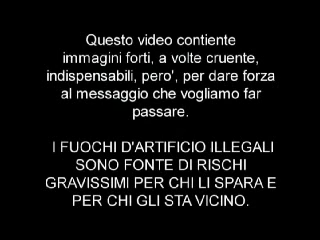 Questo video contiente
immagini forti, a volte cruente,
indispensabili, pero', per dare forza
al messaggio che vogliamo far
passare.
I FUOCHI D'ARTIFICIO ILLEGALI
SONO FONTE DI RISCHI
GRAVISSIMI PER CHI LI SPARA E
PER CHI GLI STA VICINO.